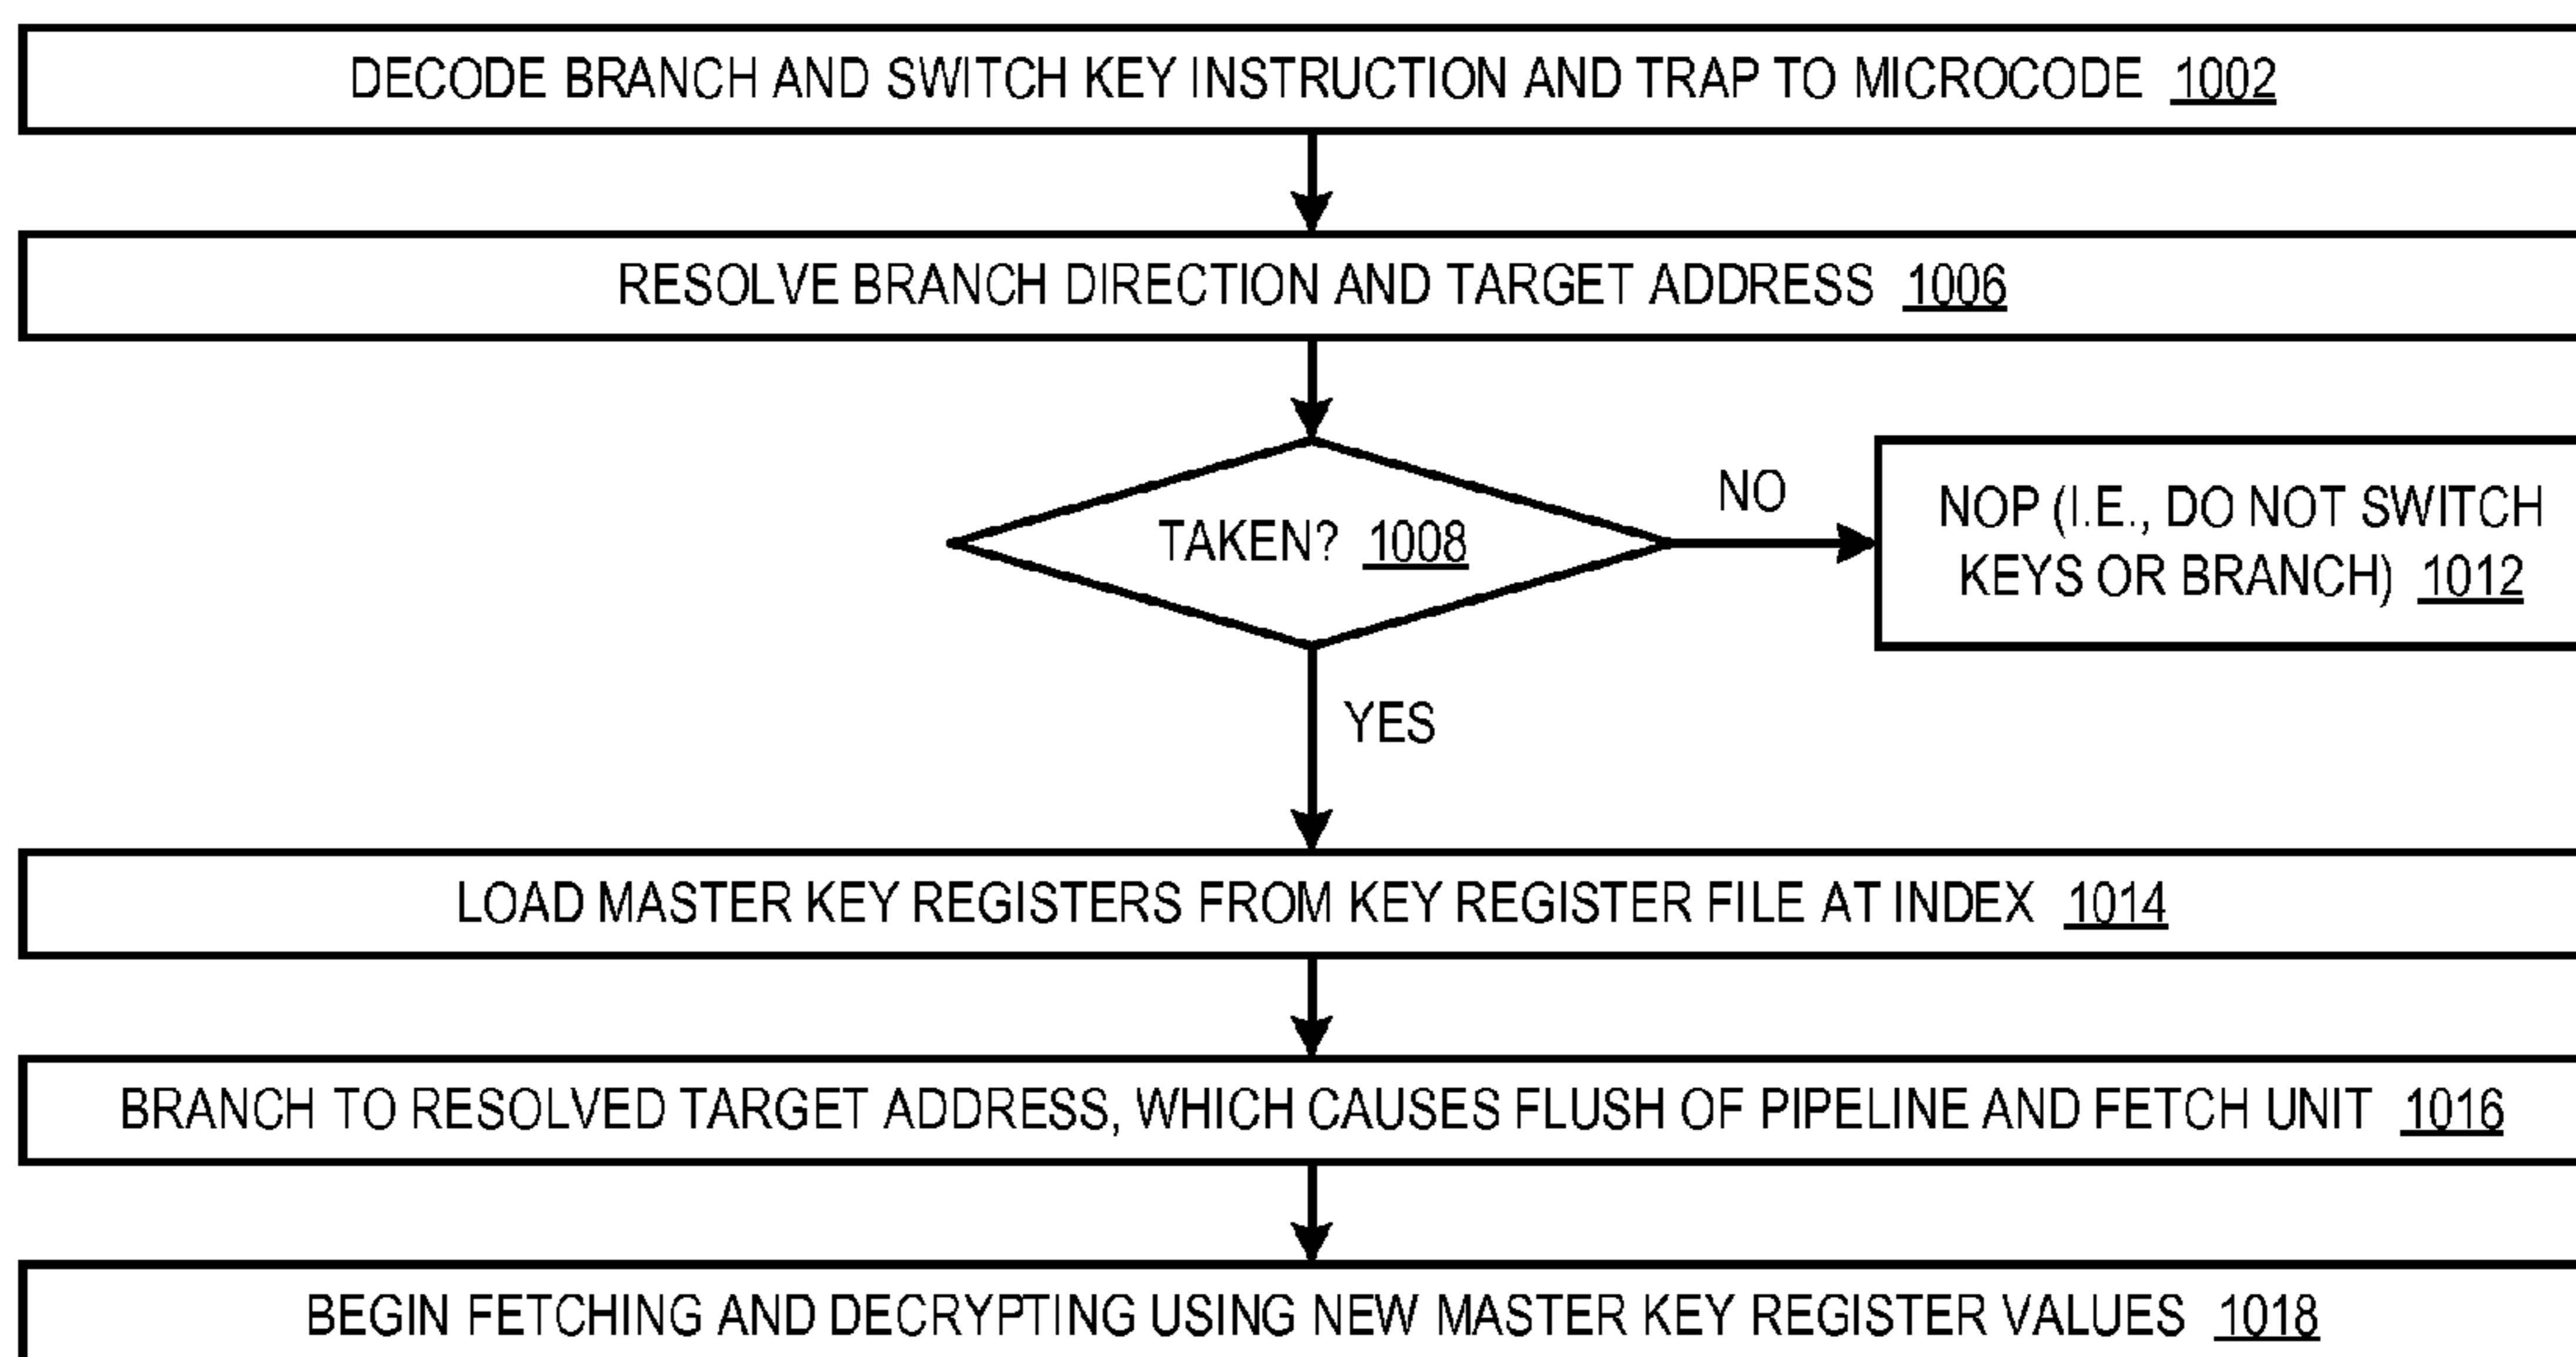 DECODE BRANCH AND SWITCH KEY INSTRUCTION AND TRAP TO MICROCODE 1002
RESOLVE BRANCH DIRECTION AND TARGET ADDRESS 1006
TAKEN? 1008
NO
NOP (I.E., DO NOT SWITCH
KEYS OR BRANCH) 1012
YES
LOAD MASTER KEY REGISTERS FROM KEY REGISTER FILE AT INDEX 1014
BRANCH TO RESOLVED TARGET ADDRESS, WHICH CAUSES FLUSH OF PIPELINE AND FETCH UNIT 1016
BEGIN FETCHING AND DECRYPTING USING NEW MASTER KEY REGISTER VALUES 1018